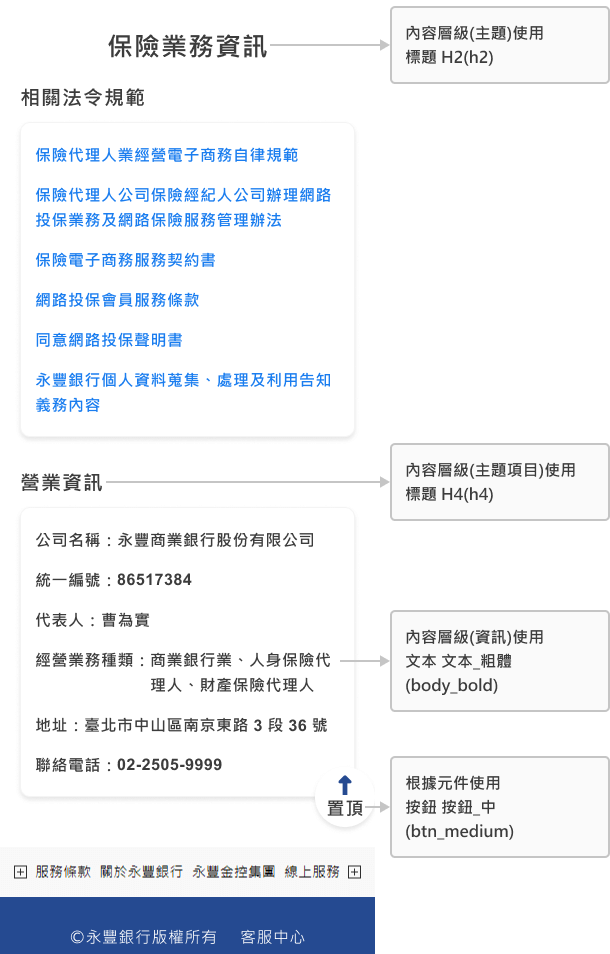 保險業務資訊
內容層級(主題)使用
標題 H2(h2)
相關法令規範
保險代理人業經營電子商務自律規範
保險代理人公司保險經紀人公司辦理網路
投保業務及網路保險服務管理辦法
保險電子商務服務契約書
網路投保會員服務條款
同意網路投保聲明書
永豐銀行個人資料蒐集、處理及利用告知
義務內容
營業資訊
內容層級(主題項目)使用
標題 H4(h4)
公司名稱：永豐商業銀行股份有限公司
統一編號：86517384
代表人：曹為實
經營業務種類：商業銀行業、人身保險代
理人、財產保險代理人
內容層級(資訊)使用
文本 文本_粗體
(body_bold)
地址：臺北市中山區南京東路 3 段 36 號
聯絡電話：02-2505-9999
置頂
根據元件使用
按鈕 按鈕_中
(btn_medium)
服務條款 關於永豐銀行 永豐金控集團 線上服務
©永豐銀行版權所有 客服中心